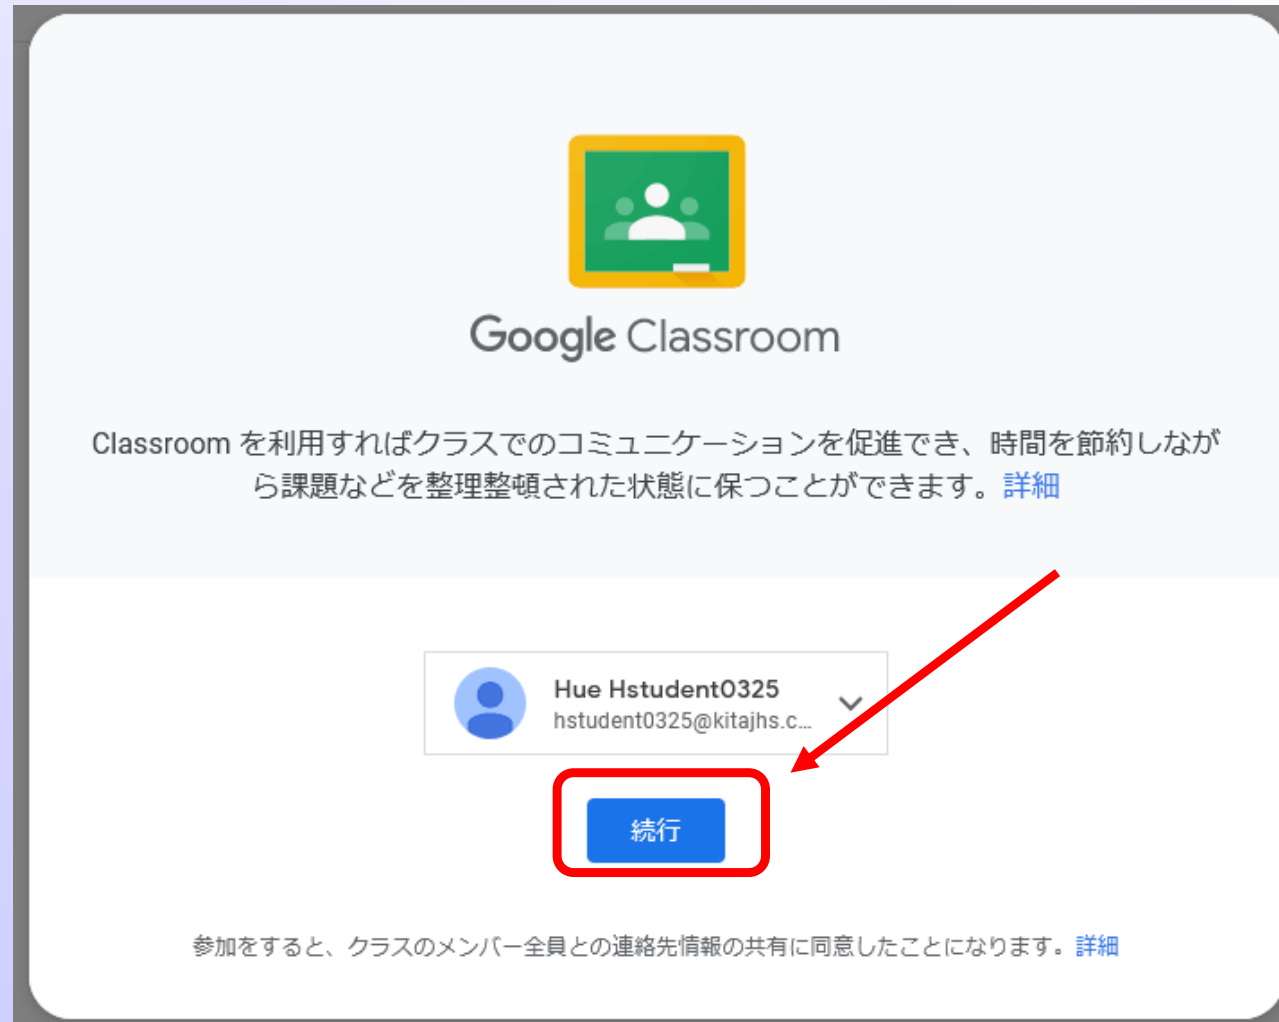 Google Classroom
Classroom を利用すればクラスでのコミュニケーションを促進でき、時間を節約しなが
ら課題などを整理整頓された状態に保つことができます。詳細
Hue Hstudent0325
hstudent0325@kitajhs.c...
続行
参加をすると、クラスのメンバー全員との連絡先情報の共有に同意したことになります。詳細